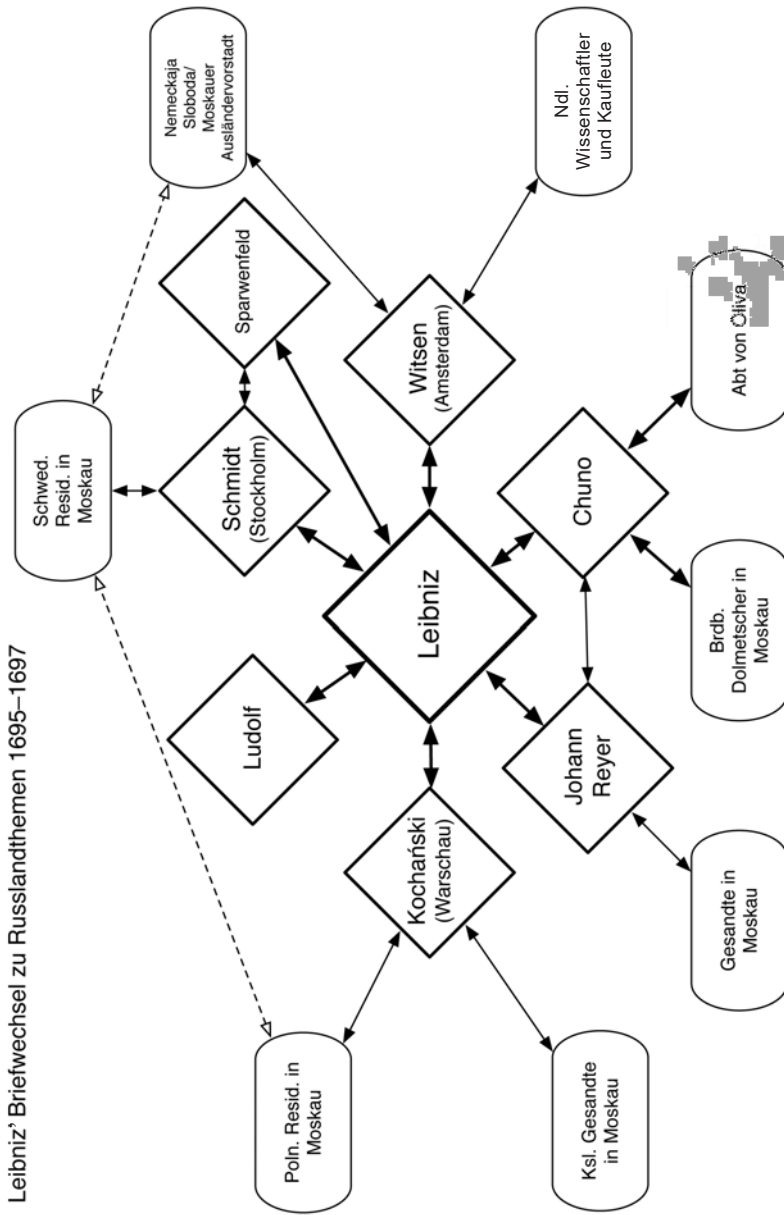 Leibniz’ Briefwechsel zu Russlandthemen 1695–1697
Schwed.
Resid. in
Moskau
Nemeckaja
Sloboda/
Moskauer
Ausländervorstadt
Poln. Resid. in
Moskau
Ludolf
Schmidt
(Stockholm)
Sparwenfeld
Kochański
(Warschau)
Leibniz
Witsen
(Amsterdam)
Ksl. Gesandte
in Moskau
Johann
Reyer
Chuno
Ndl.
Wissenschaftler
und Kaufleute
Gesandte in
Moskau
Brdb.
Dolmetscher in
Moskau
Abt von Oliva